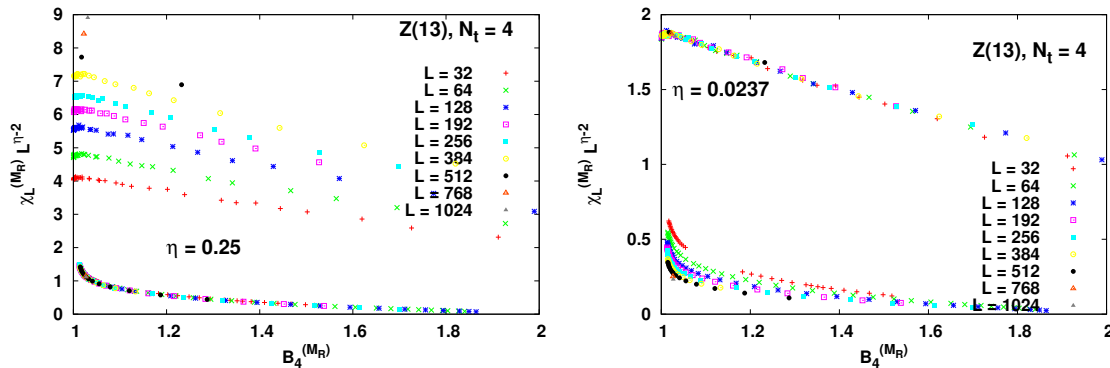 Z(13), N_t = 4
L = 32
L = 64
L = 128
L = 192
L = 256
L = 384
L = 512
L = 768
L = 1024
η = 0.25
χ_L^(M_R) L^η-2
9
8
7
6
5
4
3
2
1
0
1 1.2 1.4 1.6 1.8 2
B_4^(M_R)
Z(13), N_t = 4
η = 0.0237
L = 32
L = 64
L = 128
L = 192
L = 256
L = 384
L = 512
L = 768
L = 1024
χ_L^(M_R) L^η-2
2
1.5
1
0.5
0
1 1.2 1.4 1.6 1.8 2
B_4^(M_R)